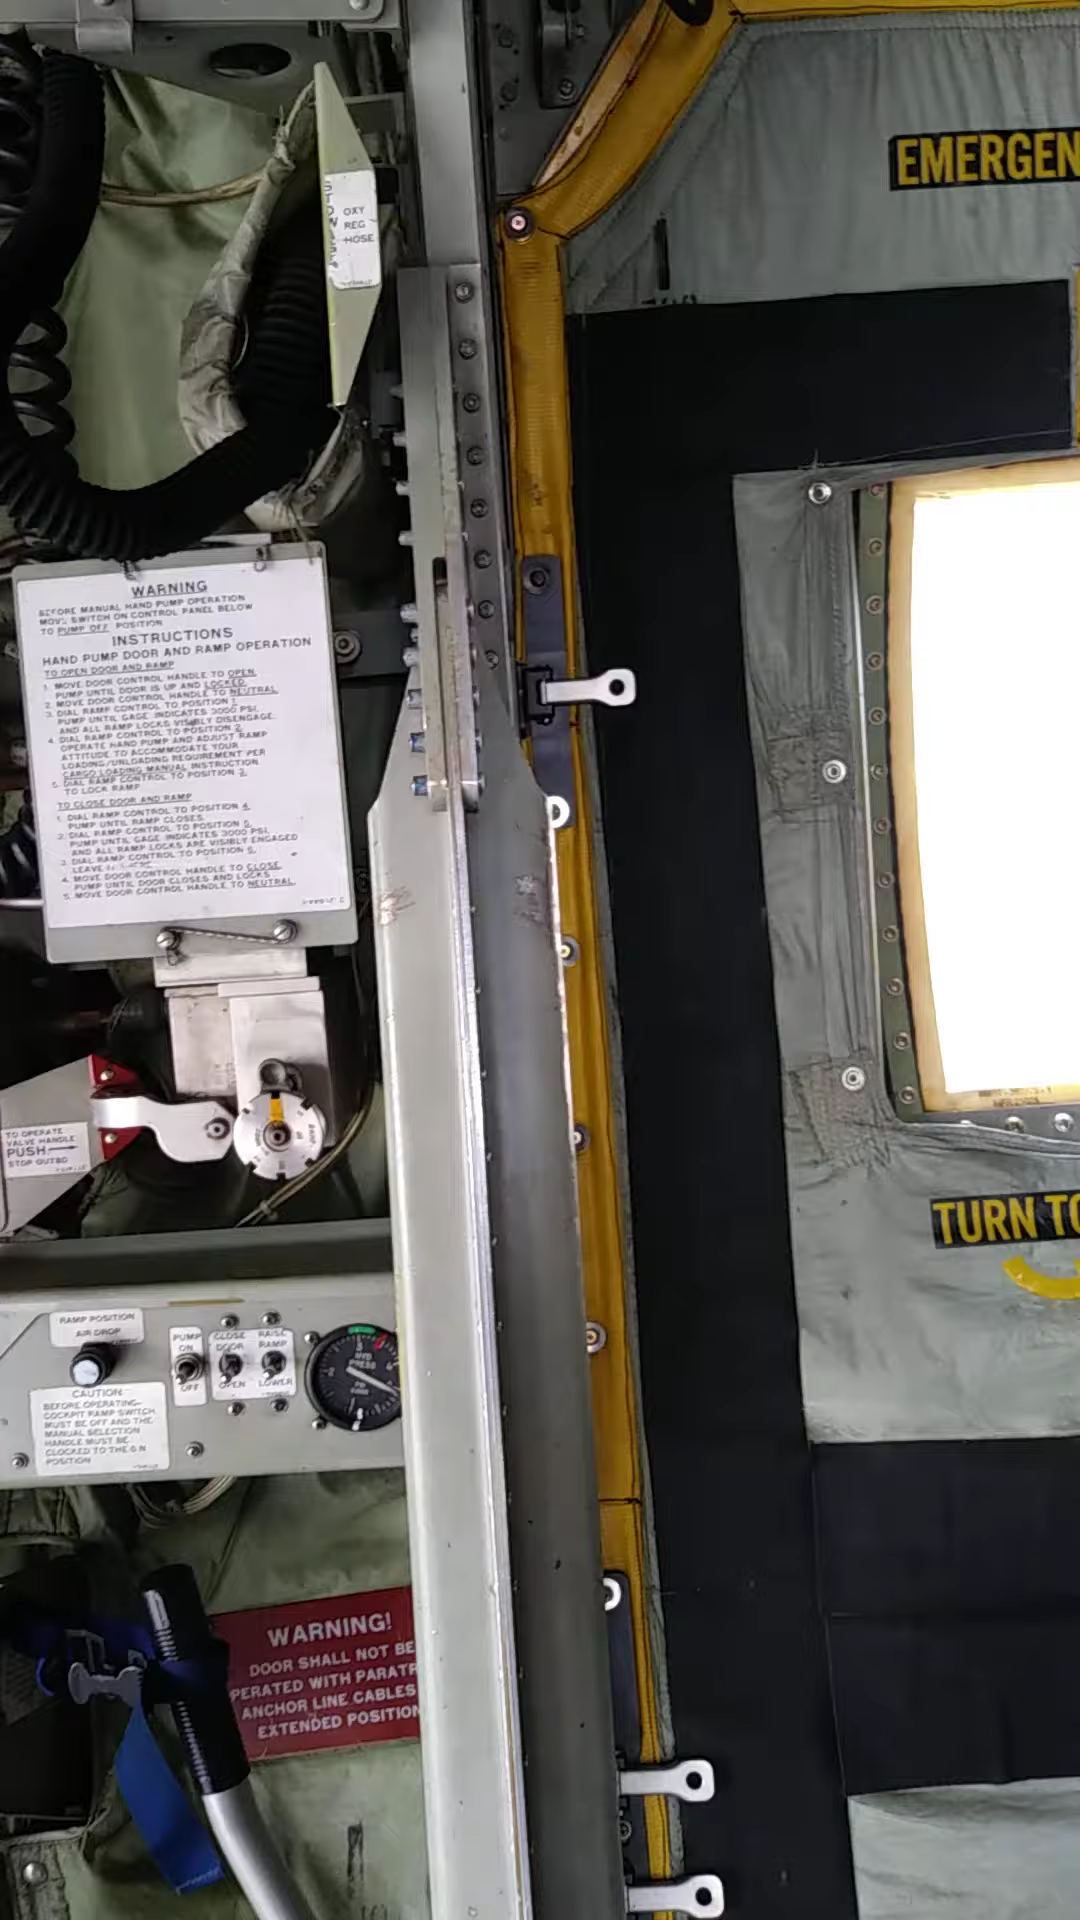 EMERGEN
OXY
REG
HOSE
WARNING
BEFORE MANUAL HAND PUMP OPERATION
MOVE SWITCH ON CONTROL PANEL BELOW
TO PUMP OFF POSITION
INSTRUCTIONS
HAND PUMP DOOR AND RAMP OPERATION
TO OPEN DOOR AND RAMP
1. MOVE DOOR CONTROL HANDLE TO OPEN
PUMP UNTIL DOOR IS UP AND LOCKED.
2. MOVE DOOR CONTROL HANDLE TO NEUTRAL
3. DIAL RAMP CONTROL TO POSITION 1
PUMP UNTIL GAGE INDICATES 3000 PSI,
AND ALL RAMP LOCKS VISIBLY DISENGAGE.
4. DIAL RAMP CONTROL TO POSITION 2
OPERATE HAND PUMP AND ADJUST RAMP
ATTITUDE TO ACCOMMODATE YOUR
LOADING/UNLOADING REQUIREMENT PER
CARGO LOADING MANUAL INSTRUCTION
5. DIAL RAMP CONTROL TO POSITION 3.
TO LOCK RAMP
TO CLOSE DOOR AND RAMP
1. DIAL RAMP CONTROL TO POSITION 4.
PUMP UNTIL RAMP CLOSES.
2. DIAL RAMP CONTROL TO POSITION 5.
PUMP UNTIL GAGE INDICATES 3000 PSI,
AND ALL RAMP LOCKS ARE VISIBLY ENGAGED
3. DIAL RAMP CONTROL TO POSITION 6.
LEAVE
4. MOVE DOOR CONTROL HANDLE TO CLOSE
PUMP UNTIL DOOR CLOSES AND LOCKS
5. MOVE DOOR CONTROL HANDLE TO NEUTRAL.
TO OPERATE
VALVE HANDLE
PUSH
STOP OUTBD
TURN TO
RAMP POSITION
AIR DROP
PUMP
ON
OFF
CLOSE
DOOR
OPEN
RAISE
RAMP
LOWER
HYD
PRESS
CAUTION:
BEFORE OPERATING
COCKPIT RAMP SWITCH
MUST BE OFF AND THE
MANUAL SELECTION
HANDLE MUST BE
CLOCKED TO THE 6 N
POSITION
WARNING!
DOOR SHALL NOT BE
PERATED WITH PARATR
ANCHOR LINE CABLES
EXTENDED POSITION